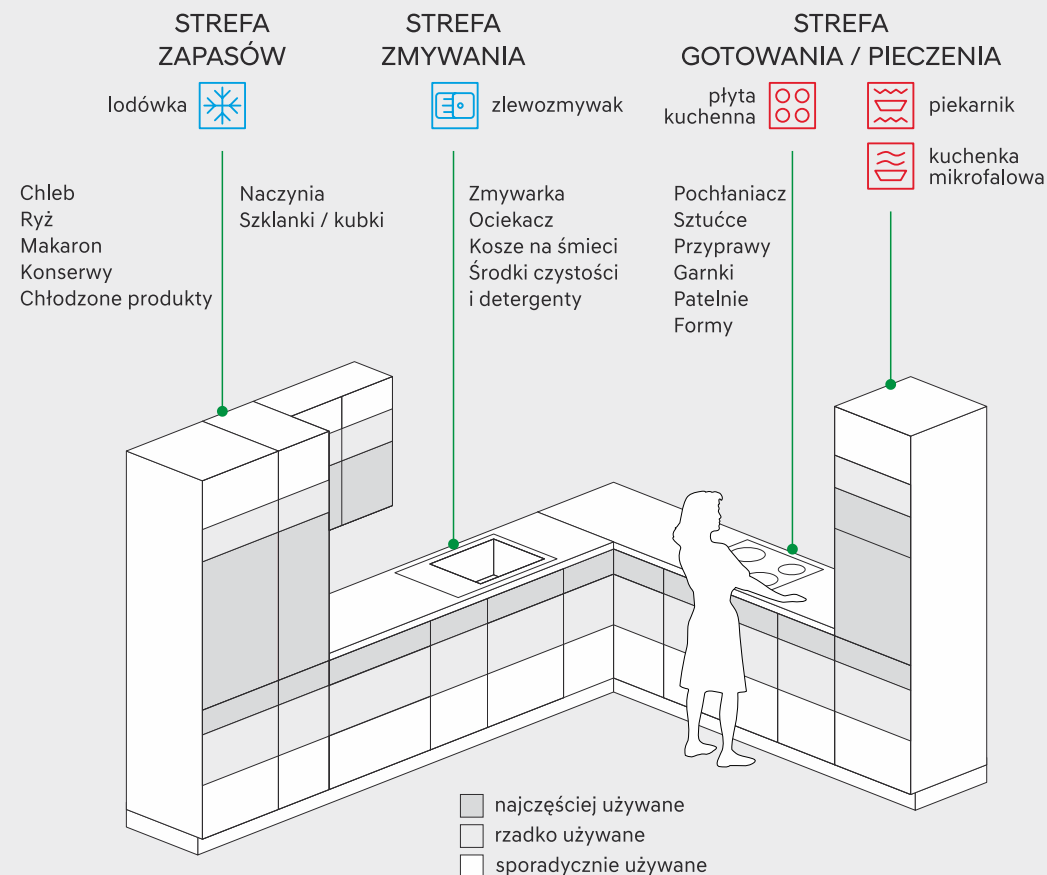 STREFA
ZAPASÓW
lodówka
Chleb
Ryż
Makaron
Konserwy
Chłodzone produkty
Naczynia
Szklanki / kubki
STREFA
ZMYWANIA
zlewozmywak
Zmywarka
Ociekacz
Kosze na śmieci
Środki czystości
i detergenty
STREFA
GOTOWANIA / PIECZENIA
płyta
kuchenna
piekarnik
kuchenka
mikrofalowa
Pochłaniacz
Sztućce
Przyprawy
Garnki
Patelnie
Formy
najczęściej używane
rzadko używane
sporadycznie używane